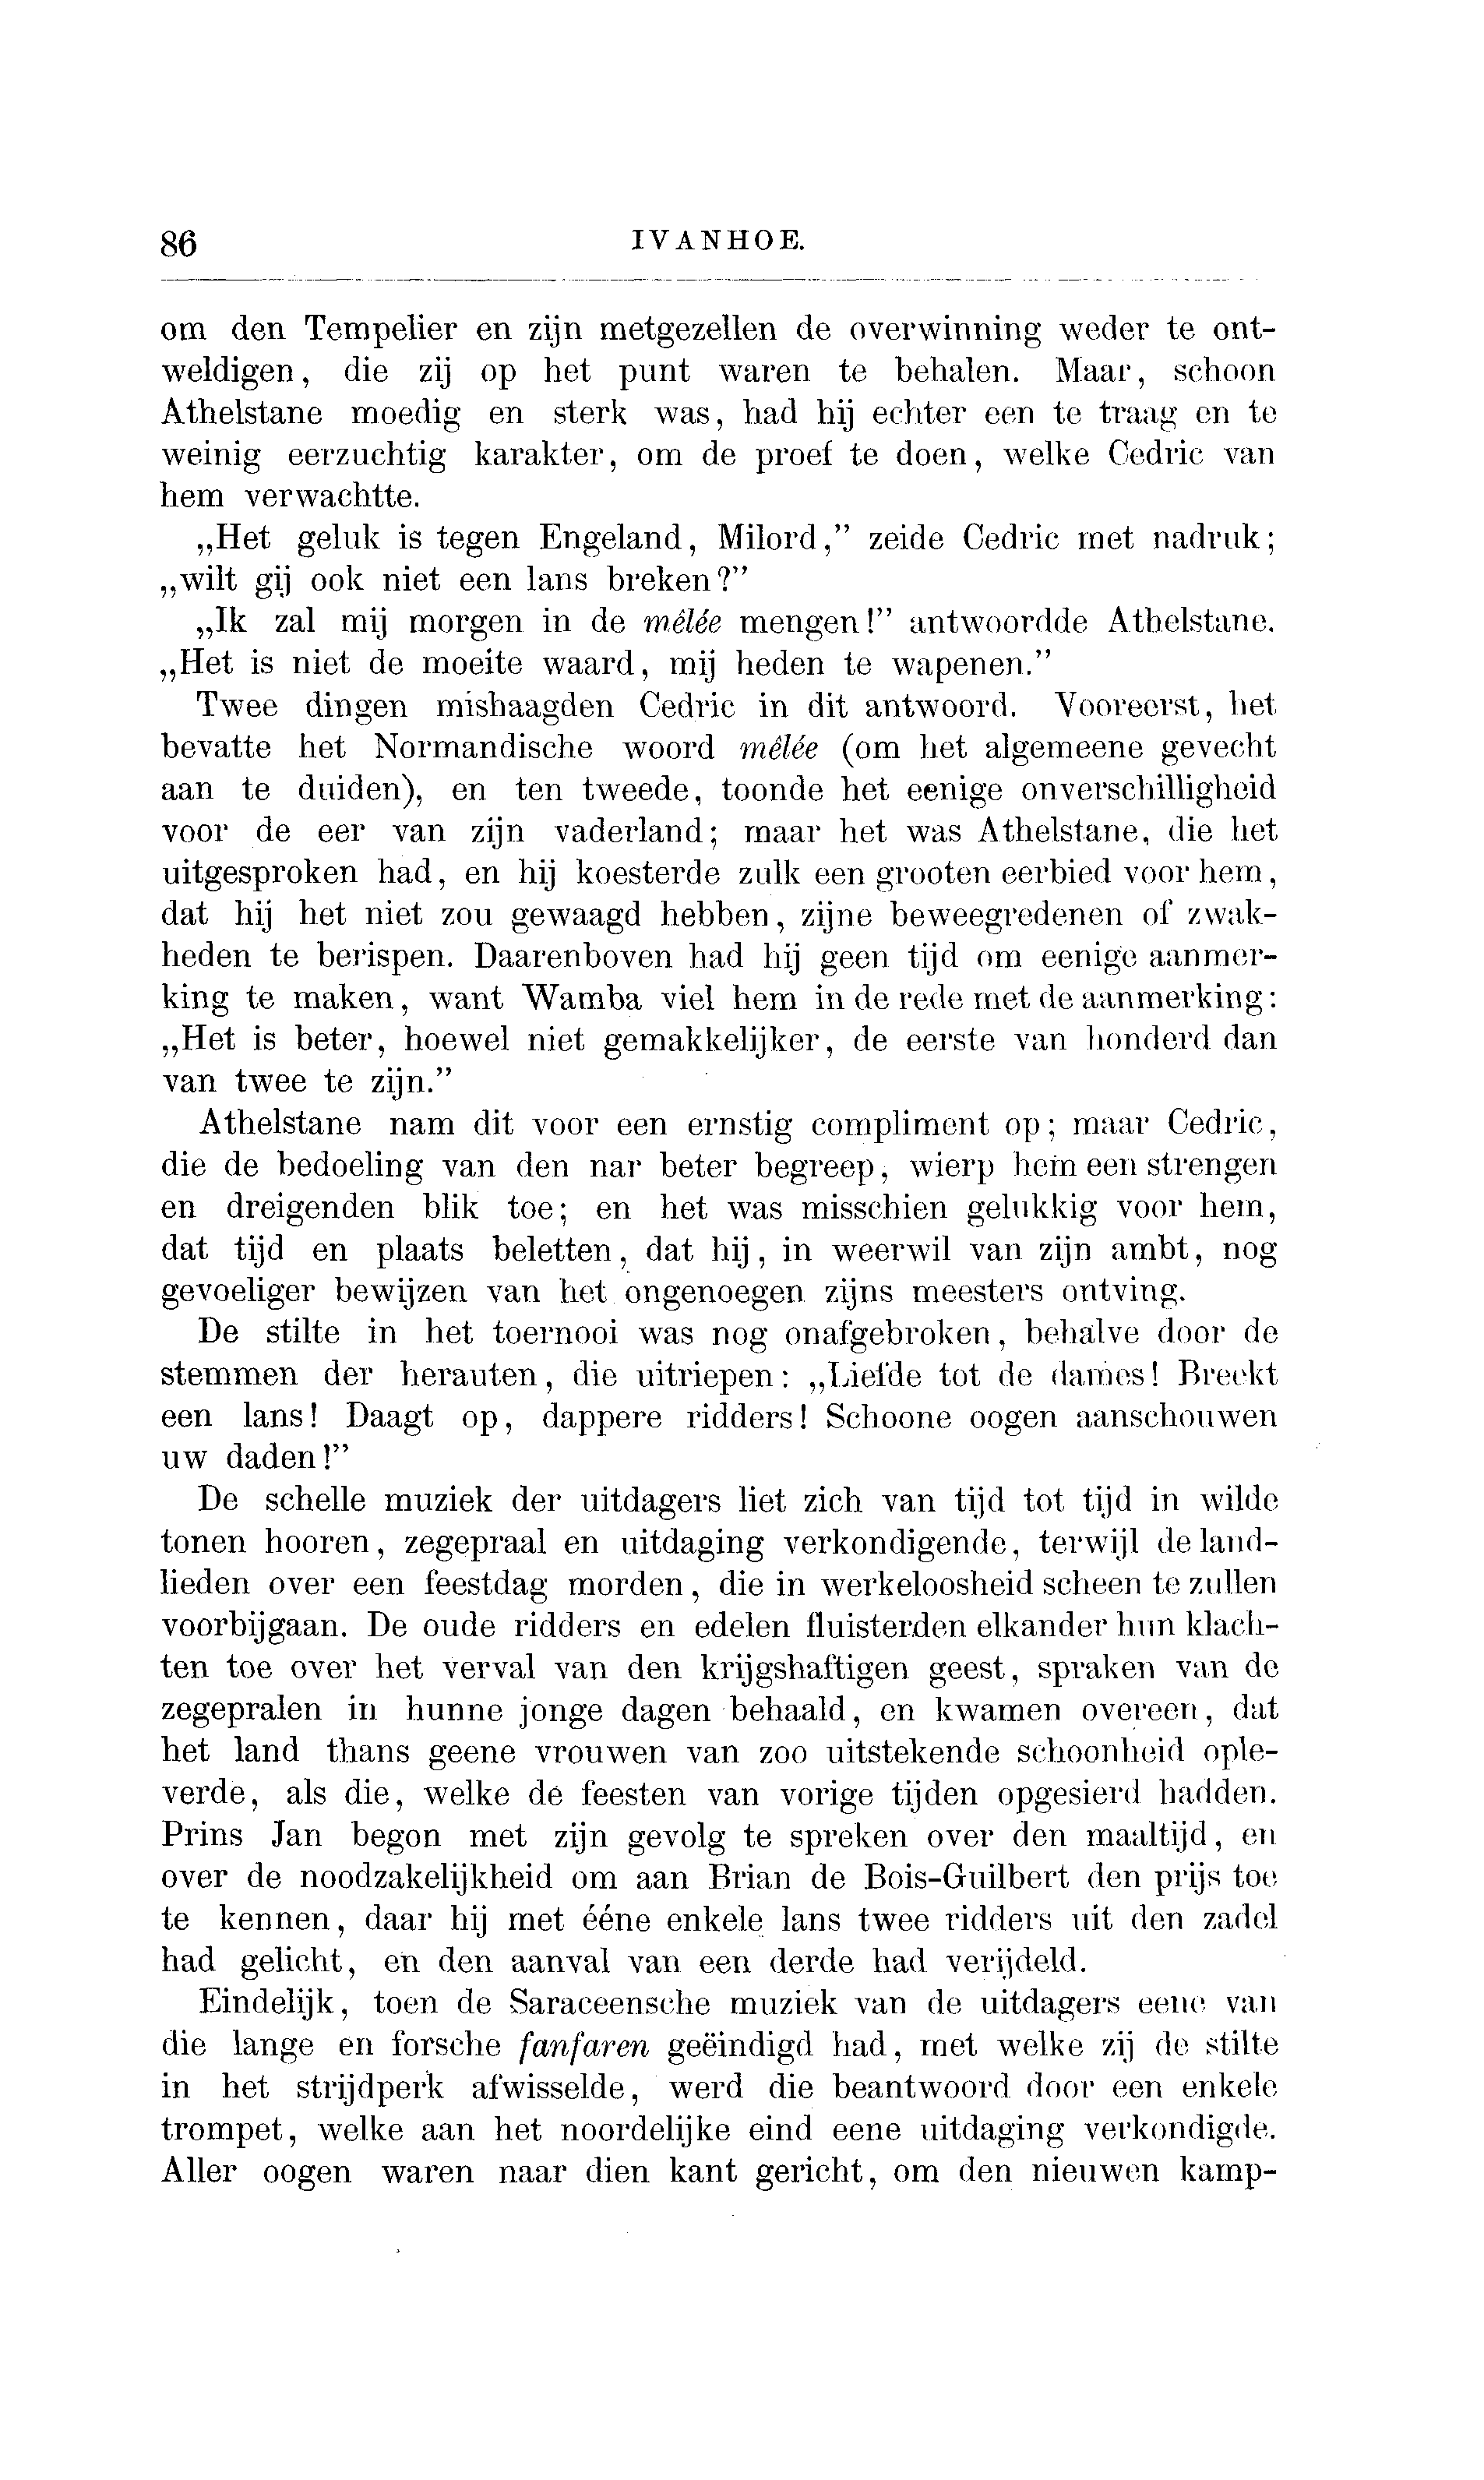 86 IVANHOE.
om den Tempelier en zijn metgezellen de overwinning weder te ont-
weldigen, die zij op het punt waren te behalen. Maar, schoon
Athelstane moedig en sterk was, had hij echter een te traag en te
weinig eerzuchtig karakter, om de proef te doen, welke Cedric van
hem verwachtte.
„Het geluk is tegen Engeland, Milord,” zeide Cedric met nadruk;
„wilt gij ook niet een lans breken?”
„Ik zal mij morgen in de mêlée mengen!” antwoordde Athelstane.
„Het is niet de moeite waard, mij heden te wapenen.”
Twee dingen mishaagden Cedric in dit antwoord. Vooreerst, het
bevatte het Normandische woord mêlée (om het algemeene gevecht
aan te duiden), en ten tweede, toonde het eenige onverschilligheid
voor de eer van zijn vaderland; maar het was Athelstane, die het
uitgesproken had, en hij koesterde zulk een grooten eerbied voor hem,
dat hij het niet zou gewaagd hebben, zijne beweegredenen of zwak-
heden te berispen. Daarenboven had hij geen tijd om eenige aanmer-
king te maken, want Wamba viel hem in de rede met de aanmerking:
„Het is beter, hoewel niet gemakkelijker, de eerste van honderd dan
van twee te zijn.”
Athelstane nam dit voor een ernstig compliment op; maar Cedric,
die de bedoeling van den nar beter begreep, wierp hem een strengen
en dreigenden blik toe; en het was misschien gelukkig voor hem,
dat tijd en plaats beletten, dat hij, in weerwil van zijn ambt, nog
gevoeliger bewijzen van het ongenoegen zijns meesters ontving.
De stilte in het toernooi was nog onafgebroken, behalve door de
stemmen der herauten, die uitriepen: „Liefde tot de dames! Breekt
een lans! Daagt op, dappere ridders! Schoone oogen aanschouwen
uw daden!”
De schelle muziek der uitdagers liet zich van tijd tot tijd in wilde
tonen hooren, zegepraal en uitdaging verkondigende, terwijl de land-
lieden over een feestdag morden, die in werkeloosheid scheen te zullen
voorbijgaan. De oude ridders en edelen fluisterden elkander hun klach-
ten toe over het verval van den krijgshaftigen geest, spraken van de
zegepralen in hunne jonge dagen behaald, en kwamen overeen, dat
het land thans geene vrouwen van zoo uitstekende schoonheid ople-
verde, als die, welke de feesten van vorige tijden opgesierd hadden.
Prins Jan begon met zijn gevolg te spreken over den maaltijd, en
over de noodzakelijkheid om aan Brian de Bois-Guilbert den prijs toe
te kennen, daar hij met ééne enkele lans twee ridders uit den zadel
had gelicht, en den aanval van een derde had verijdeld.
Eindelijk, toen de Saraceensche muziek van de uitdagers eene van
die lange en forsche fanfaren geëindigd had, met welke zij de stilte
in het strijdperk afwisselde, werd die beantwoord door een enkele
trompet, welke aan het noordelijke eind eene uitdaging verkondigde.
Aller oogen waren naar dien kant gericht, om den nieuwen kamp-